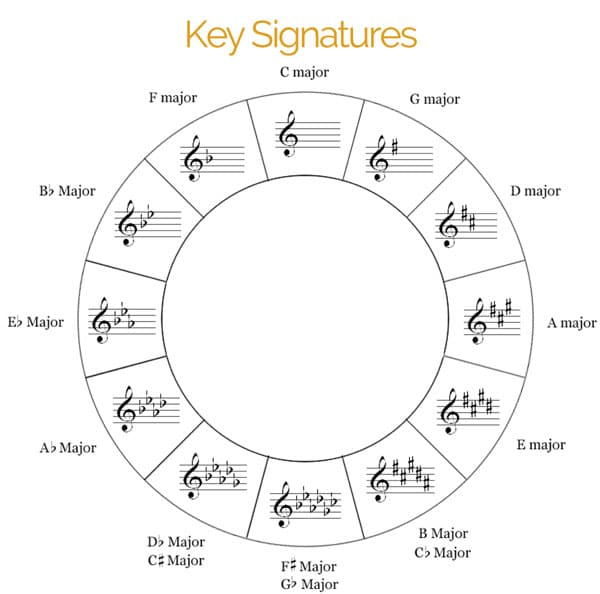 Key Signatures
C major
G major
D major
A major
E major
B Major
C♭ Major
F♯ Major
G♭ Major
D♭ Major
C♯ Major
A♭ Major
E♭ Major
B♭ Major
F major